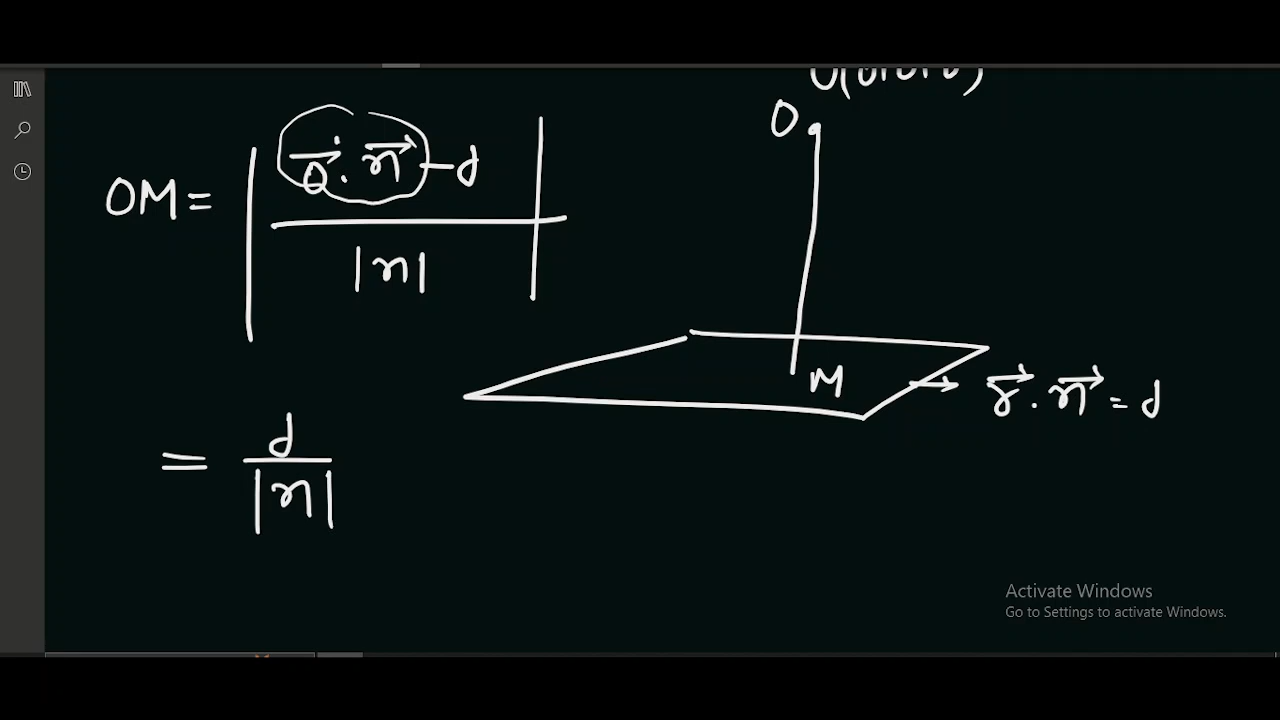 O(0,0,0)
O
OM = | (0⃗ . n⃗ - d) / |n| |
M
r⃗ . n⃗ = d
= d / |n|
Activate Windows
Go to Settings to activate Windows.